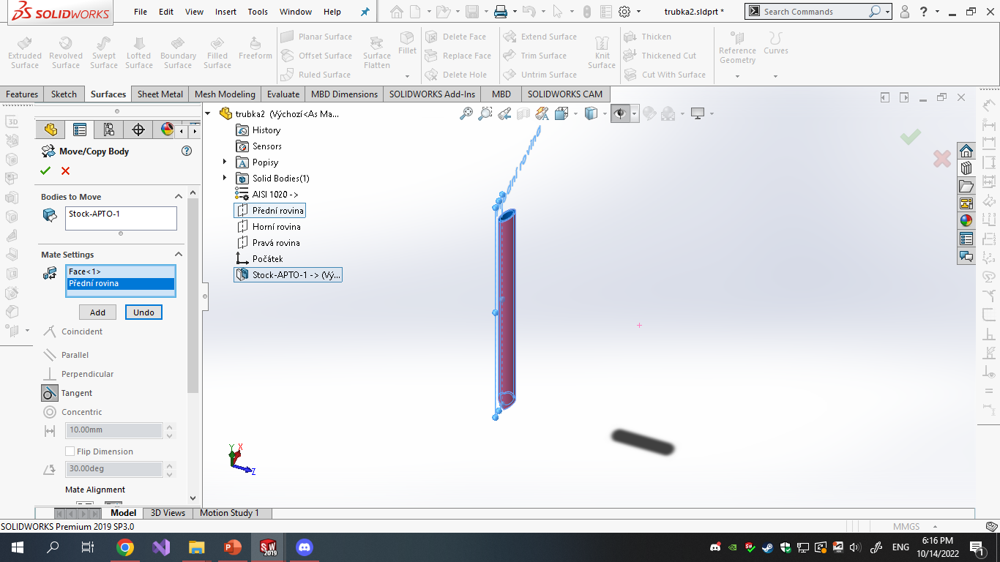 SOLIDWORKS
File Edit View Insert Tools Window Help
trubka2.sldprt *
Search Commands
?
Extruded Surface
Revolved Surface
Swept Surface
Lofted Surface
Boundary Surface
Filled Surface
Freeform
Planar Surface
Offset Surface
Ruled Surface
Surface Flatten
Fillet
Delete Face
Replace Face
Delete Hole
Extend Surface
Trim Surface
Untrim Surface
Knit Surface
Thicken
Thickened Cut
Cut With Surface
Reference Geometry
Curves
Features Sketch Surfaces Sheet Metal Mesh Modeling Evaluate MBD Dimensions SOLIDWORKS Add-Ins MBD SOLIDWORKS CAM
Move/Copy Body
Bodies to Move
Stock-APTO-1
Mate Settings
Face<1>
Přední rovina
Add Undo
Coincident
Parallel
Perpendicular
Tangent
Concentric
10.00mm
Flip Dimension
30.00deg
Mate Alignment
trubka2 (Výchozí<As Ma...
History
Sensors
Popisy
Solid Bodies(1)
AISI 1020 ->
Přední rovina
Horní rovina
Pravá rovina
Počátek
Stock-APTO-1 -> (Vý...
Y X
Z
Model 3D Views Motion Study 1
SOLIDWORKS Premium 2019 SP3.0
MMGS
ENG
6:16 PM
10/14/2022
1